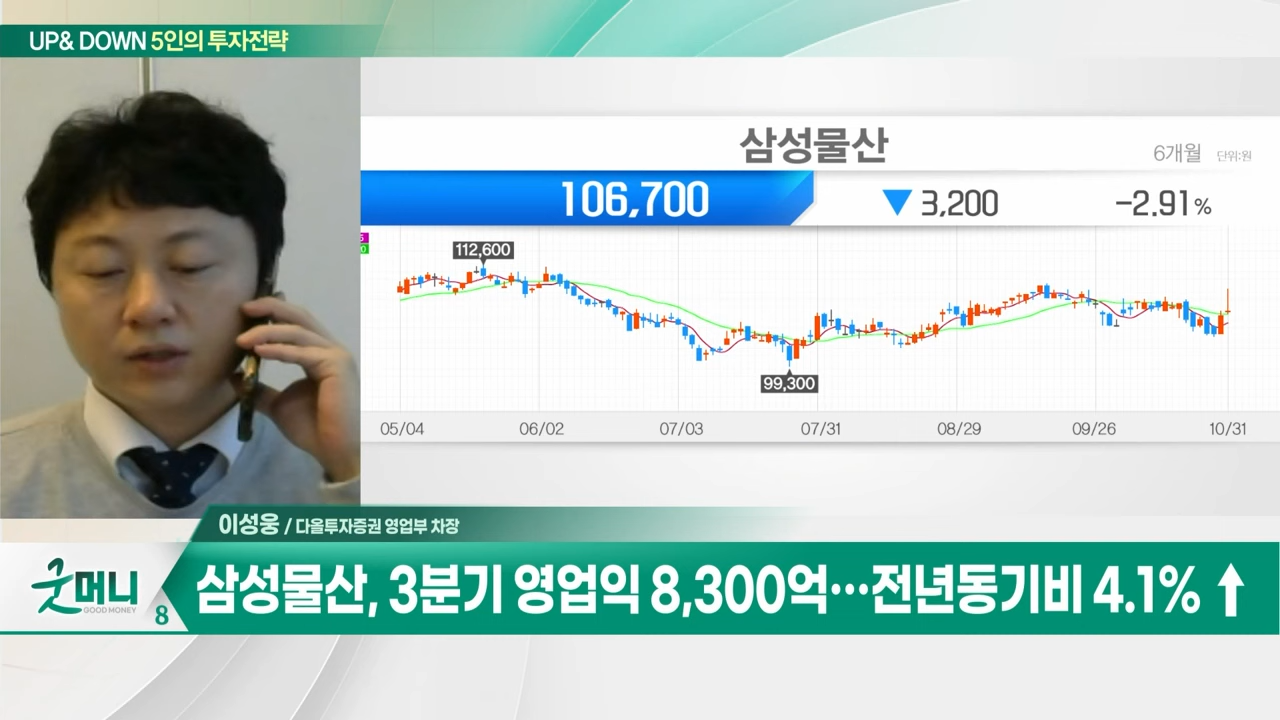 UP& DOWN 5인의 투자전략
삼성물산
6개월 단위:원
106,700 ▼ 3,200 -2.91%
112,600
99,300
05/04 06/02 07/03 07/31 08/29 09/26 10/31
이성웅 / 다올투자증권 영업부 차장
굿머니
GOOD MONEY
8
삼성물산, 3분기 영업익 8,300억…전년동기비 4.1% ↑